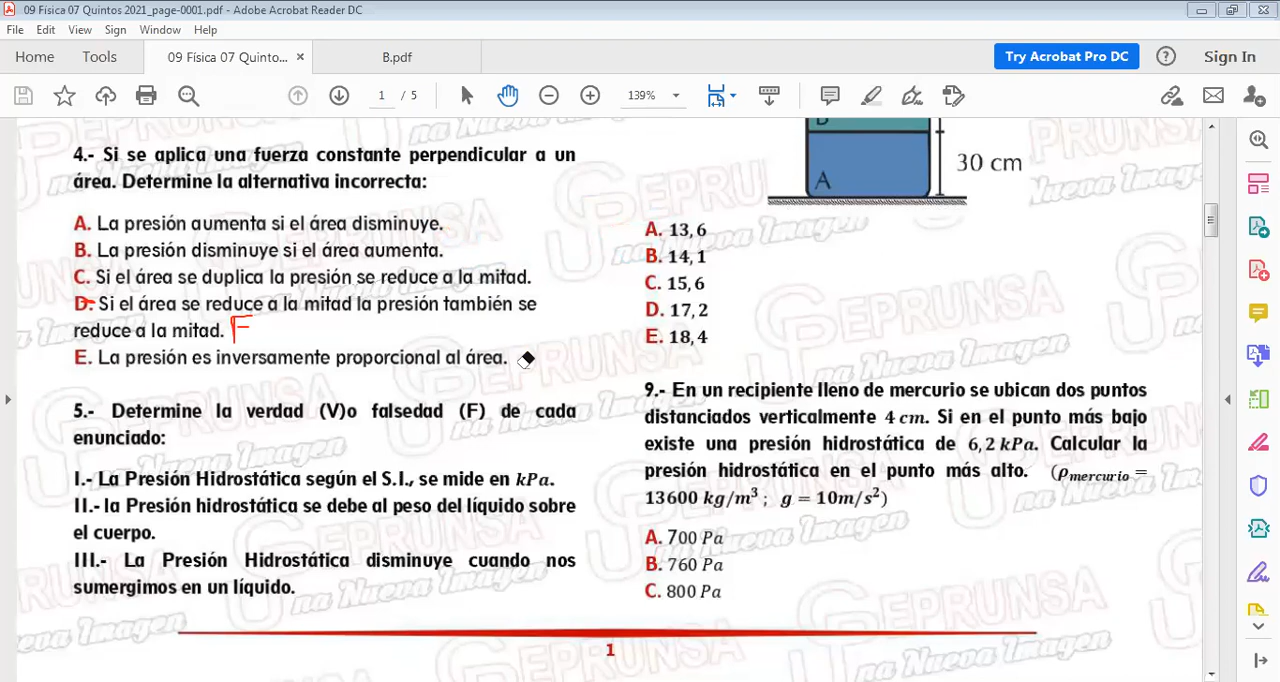 09 Física 07 Quintos 2021_page-0001.pdf - Adobe Acrobat Reader DC
File Edit View Sign Window Help
Home Tools 09 Física 07 Quinto... × B.pdf Try Acrobat Pro DC Sign In
1 / 5 139%
4.- Si se aplica una fuerza constante perpendicular a un
área. Determine la alternativa incorrecta:
A. La presión aumenta si el área disminuye.
B. La presión disminuye si el área aumenta.
C. Si el área se duplica la presión se reduce a la mitad.
D. Si el área se reduce a la mitad la presión también se
reduce a la mitad. F
E. La presión es inversamente proporcional al área.
5.- Determine la verdad (V)o falsedad (F) de cada
enunciado:
I.- La Presión Hidrostática según el S.I., se mide en kPa.
II.- la Presión hidrostática se debe al peso del líquido sobre
el cuerpo.
III.- La Presión Hidrostática disminuye cuando nos
sumergimos en un líquido.
B
A
30 cm
A. 13,6
B. 14,1
C. 15,6
D. 17,2
E. 18,4
9.- En un recipiente lleno de mercurio se ubican dos puntos
distanciados verticalmente 4 cm. Si en el punto más bajo
existe una presión hidrostática de 6,2 kPa. Calcular la
presión hidrostática en el punto más alto. (ρmercurio =
13600 kg/m³ ; g = 10m/s²)
A. 700 Pa
B. 760 Pa
C. 800 Pa
1
CEPRUNSA
Una Nueva Imagen